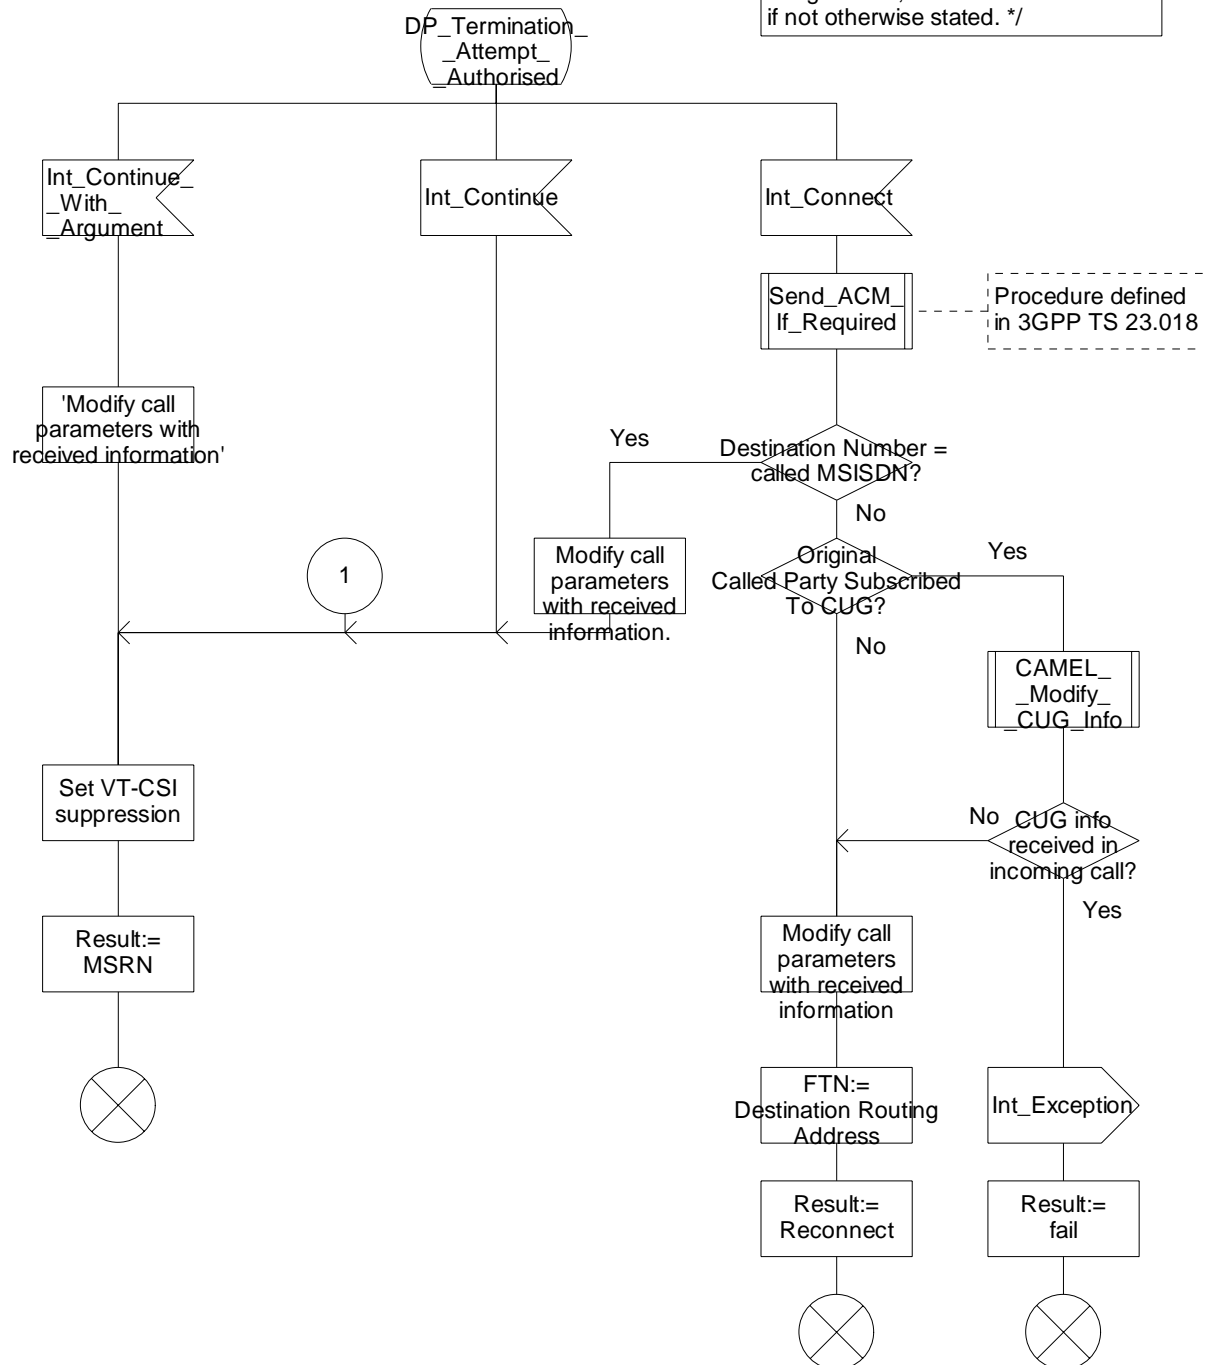 if not otherwise stated. */
DP_Termination_
_Attempt_
_Authorised
Int_Continue_
_With_
_Argument
Int_Continue
Int_Connect
Send_ACM_
If_Required
Procedure defined
in 3GPP TS 23.018
'Modify call
parameters with
received information'
Yes
Destination Number =
called MSISDN?
No
1
Modify call
parameters
with received
information.
Original
Called Party Subscribed
To CUG?
Yes
No
CAMEL_
_Modify_
_CUG_Info
Set VT-CSI
suppression
No
CUG info
received in
incoming call?
Yes
Result:=
MSRN
Modify call
parameters
with received
information
FTN:=
Destination Routing
Address
Int_Exception
Result:=
Reconnect
Result:=
fail